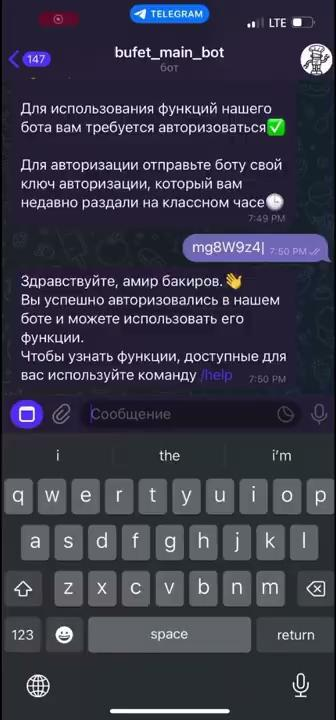 TELEGRAM
LTE
147
bufet_main_bot
бот
Для использования функций нашего
бота вам требуется авторизоваться✅
Для авторизации отправьте боту свой
ключ авторизации, который вам
недавно раздали на классном часе🕒
7:49 PM
mg8W9z4| 7:50 PM
Здравствуйте, амир бакиров.👋
Вы успешно авторизовались в нашем
боте и можете использовать его
функции.
Чтобы узнать функции, доступные для
вас используйте команду /help
7:50 PM
Сообщение
i the i'm
q w e r t y u i o p
a s d f g h j k l
z x c v b n m
123 space return